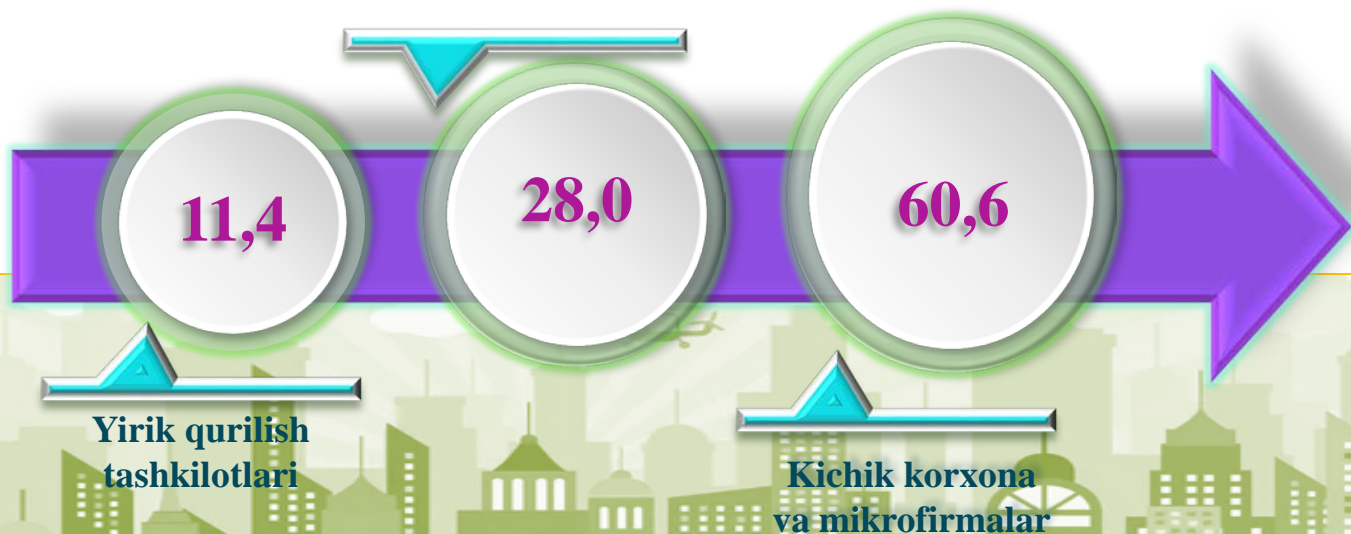 11,4
28,0
60,6
Yirik qurilish
tashkilotlari
Kichik korxona
va mikrofirmalar